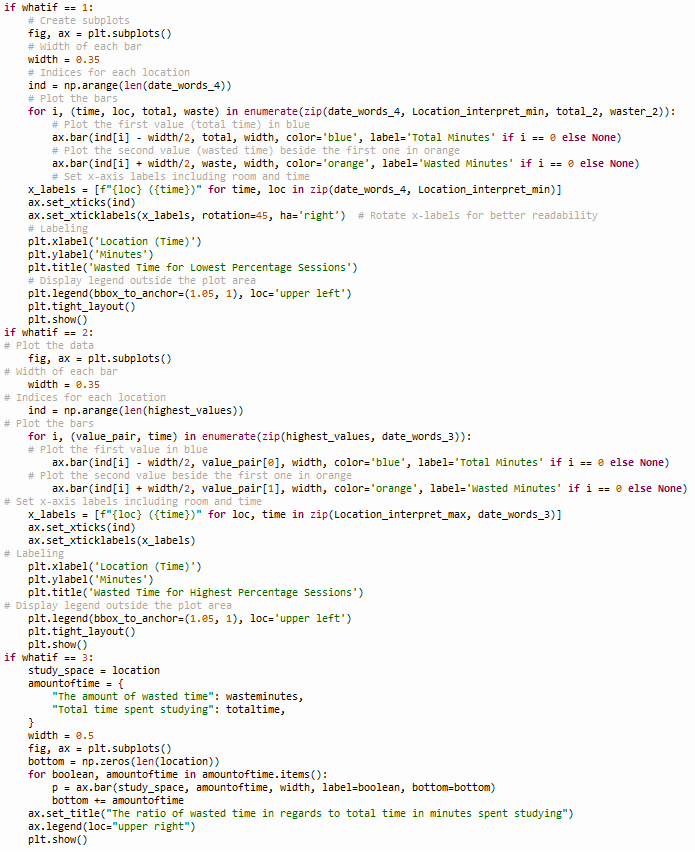 if whatif == 1:
    # Create subplots
    fig, ax = plt.subplots()
    # Width of each bar
    width = 0.35
    # Indices for each location
    ind = np.arange(len(date_words_4))
    # Plot the bars
    for i, (time, loc, total, waste) in enumerate(zip(date_words_4, Location_interpret_min, total_2, waster_2)):
        # Plot the first value (total time) in blue
        ax.bar(ind[i] - width/2, total, width, color='blue', label='Total Minutes' if i == 0 else None)
        # Plot the second value (wasted time) beside the first one in orange
        ax.bar(ind[i] + width/2, waste, width, color='orange', label='Wasted Minutes' if i == 0 else None)
        # Set x-axis labels including room and time
    x_labels = [f"{loc} ({time})" for time, loc in zip(date_words_4, Location_interpret_min)]
    ax.set_xticks(ind)
    ax.set_xticklabels(x_labels, rotation=45, ha='right')  # Rotate x-labels for better readability
    # Labeling
    plt.xlabel('Location (Time)')
    plt.ylabel('Minutes')
    plt.title('Wasted Time for Lowest Percentage Sessions')
    # Display legend outside the plot area
    plt.legend(bbox_to_anchor=(1.05, 1), loc='upper left')
    plt.tight_layout()
    plt.show()
if whatif == 2:
# Plot the data
    fig, ax = plt.subplots()
# Width of each bar
    width = 0.35
# Indices for each location
    ind = np.arange(len(highest_values))
# Plot the bars
    for i, (value_pair, time) in enumerate(zip(highest_values, date_words_3)):
    # Plot the first value in blue
        ax.bar(ind[i] - width/2, value_pair[0], width, color='blue', label='Total Minutes' if i == 0 else None)
    # Plot the second value beside the first one in orange
        ax.bar(ind[i] + width/2, value_pair[1], width, color='orange', label='Wasted Minutes' if i == 0 else None)
# Set x-axis labels including room and time
    x_labels = [f"{loc} ({time})" for loc, time in zip(Location_interpret_max, date_words_3)]
    ax.set_xticks(ind)
    ax.set_xticklabels(x_labels)
# Labeling
    plt.xlabel('Location (Time)')
    plt.ylabel('Minutes')
    plt.title('Wasted Time for Highest Percentage Sessions')
# Display legend outside the plot area
    plt.legend(bbox_to_anchor=(1.05, 1), loc='upper left')
    plt.tight_layout()
    plt.show()
if whatif == 3:
    study_space = location
    amountoftime = {
        "The amount of wasted time": wasteminutes,
        "Total time spent studying": totaltime,
    }
    width = 0.5
    fig, ax = plt.subplots()
    bottom = np.zeros(len(location))
    for boolean, amountoftime in amountoftime.items():
        p = ax.bar(study_space, amountoftime, width, label=boolean, bottom=bottom)
        bottom += amountoftime
    ax.set_title("The ratio of wasted time in regards to total time in minutes spent studying")
    ax.legend(loc="upper right")
    plt.show()